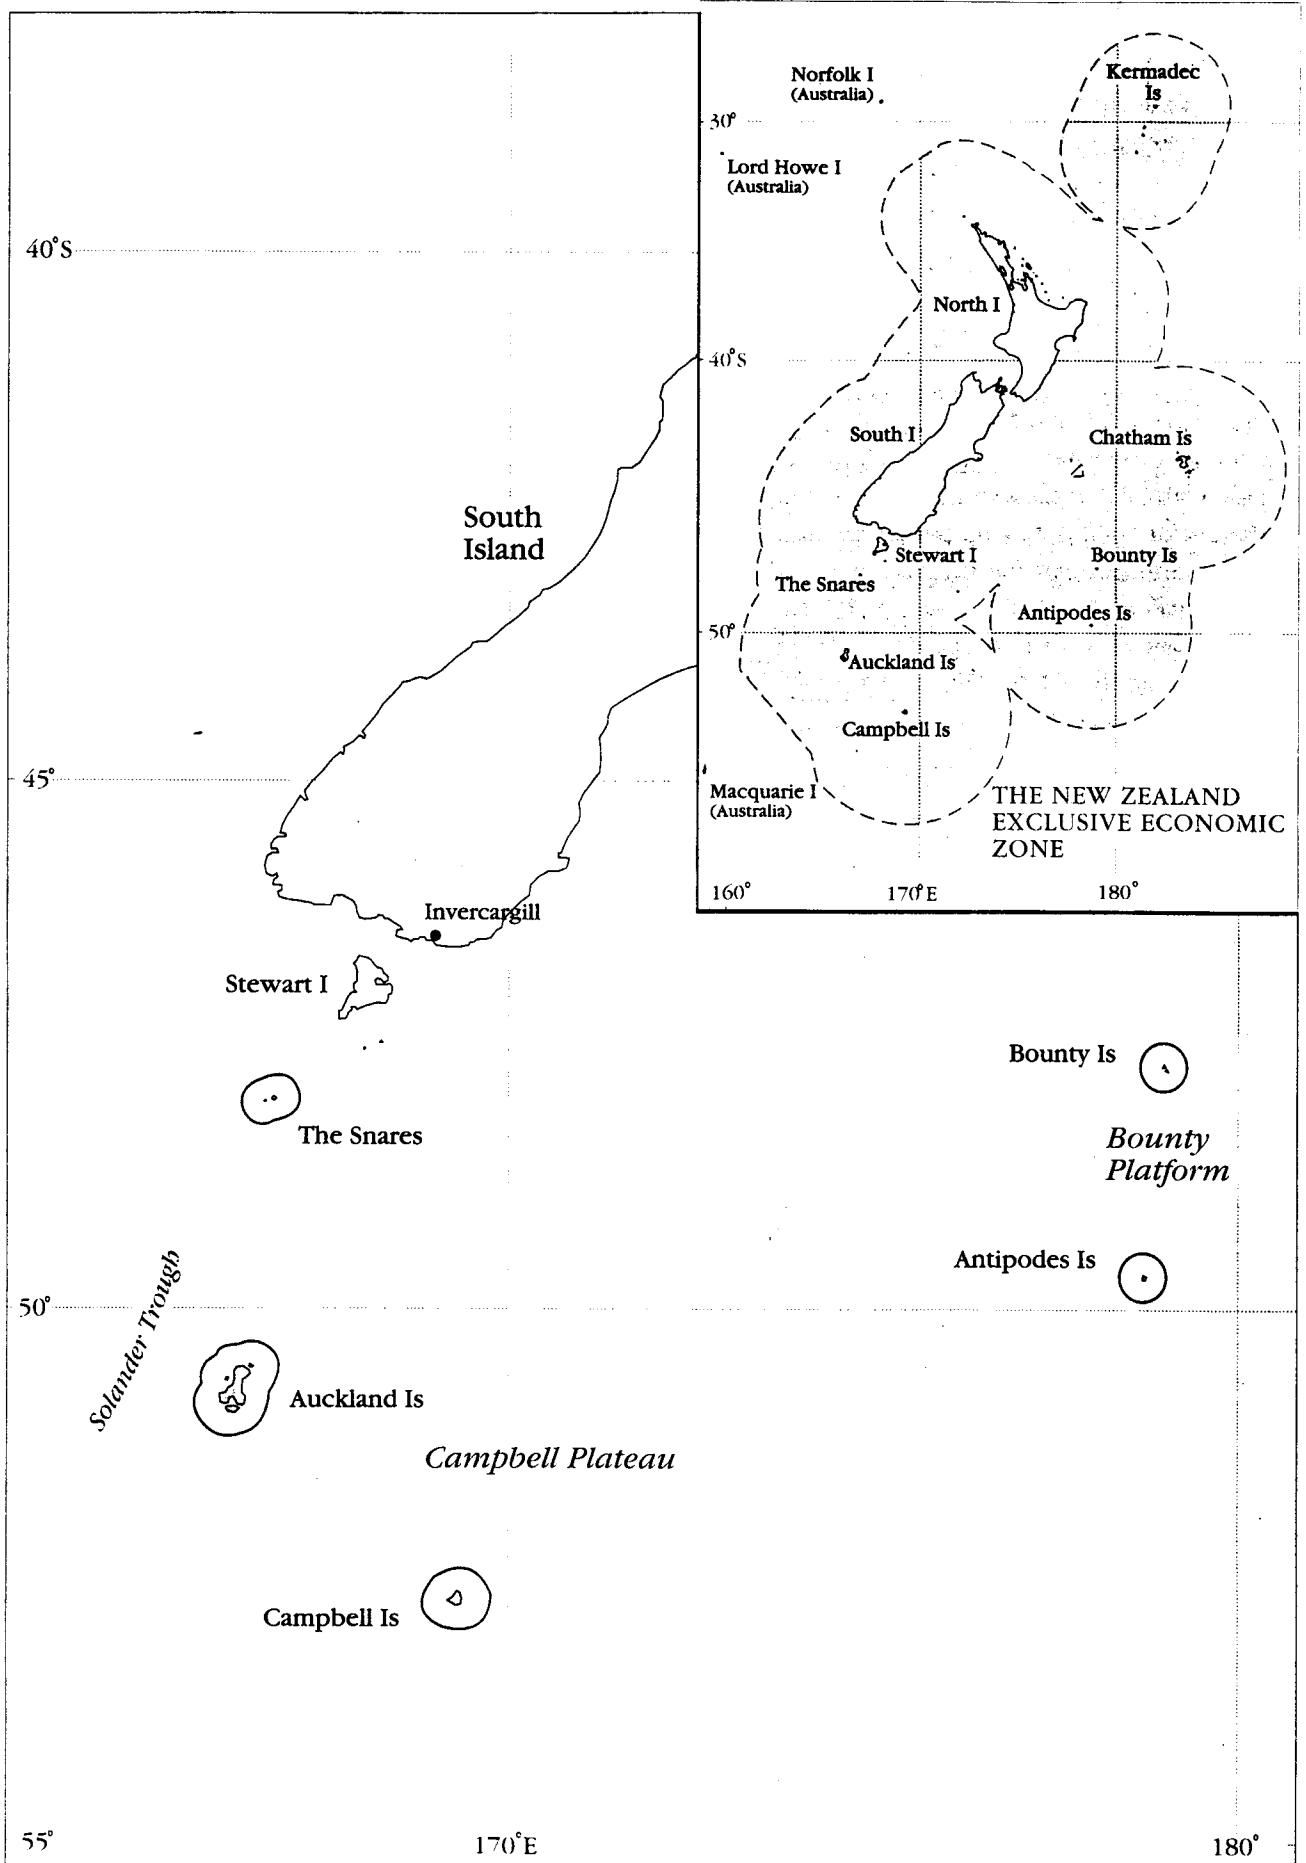 Norfolk I
(Australia)
Kermadec
Is
30°
Lord Howe I
(Australia)
North I
40°S
South I
Chatham Is
Stewart I
Bounty Is
The Snares
Antipodes Is
50°
Auckland Is
Campbell Is
Macquarie I
(Australia)
THE NEW ZEALAND
EXCLUSIVE ECONOMIC
ZONE
160°
170°E
180°
40°S
South
Island
45°
Invercargill
Stewart I
The Snares
Bounty Is
Bounty
Platform
Antipodes Is
50°
Solander Trough
Auckland Is
Campbell Plateau
Campbell Is
55°
170°E
180°